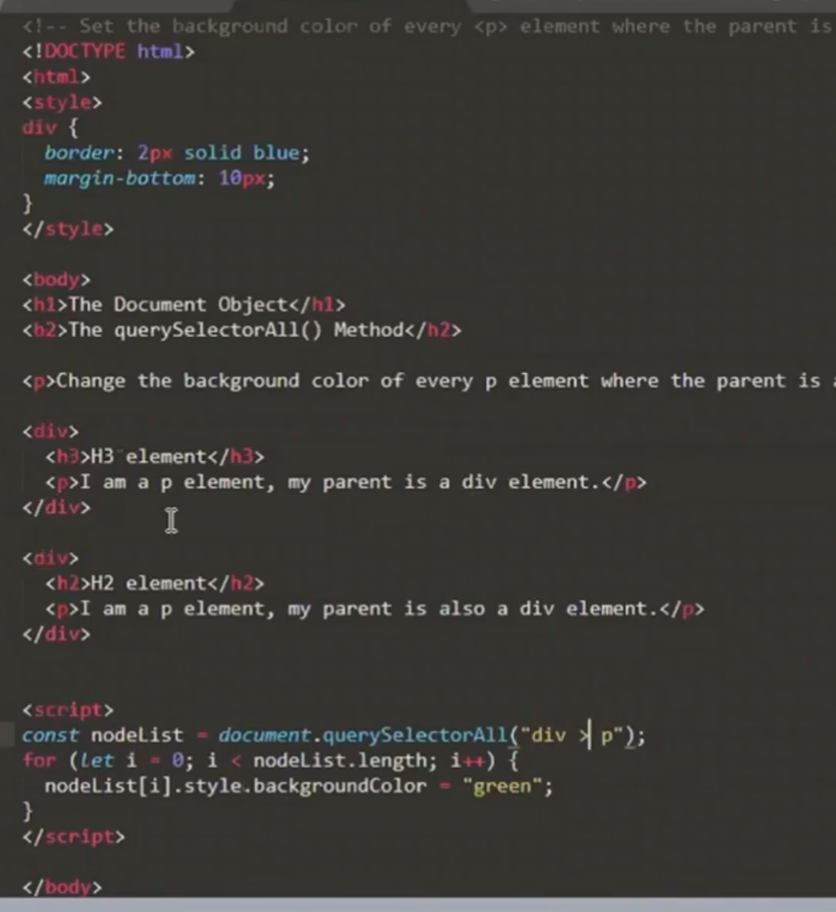 <!-- Set the background color of every <p> element where the parent is
<!DOCTYPE html>
<html>
<style>
div {
  border: 2px solid blue;
  margin-bottom: 10px;
}
</style>

<body>
<h1>The Document Object</h1>
<h2>The querySelectorAll() Method</h2>

<p>Change the background color of every p element where the parent is

<div>
  <h3>H3 element</h3>
  <p>I am a p element, my parent is a div element.</p>
</div>

<div>
  <h2>H2 element</h2>
  <p>I am a p element, my parent is also a div element.</p>
</div>


<script>
const nodeList = document.querySelectorAll("div > p");
for (let i = 0; i < nodeList.length; i++) {
  nodeList[i].style.backgroundColor = "green";
}
</script>

</body>